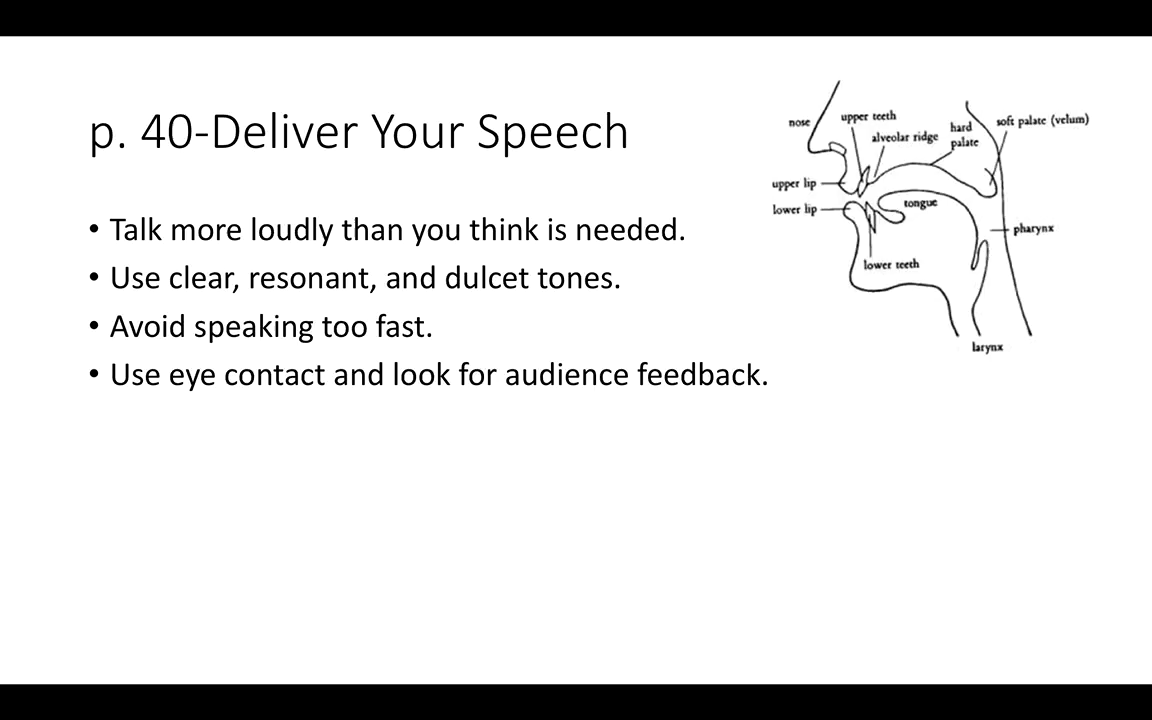 p. 40-Deliver Your Speech
• Talk more loudly than you think is needed.
• Use clear, resonant, and dulcet tones.
• Avoid speaking too fast.
• Use eye contact and look for audience feedback.
nose
upper teeth
alveolar ridge
hard
palate
soft palate (velum)
upper lip
lower lip
tongue
pharynx
lower teeth
larynx